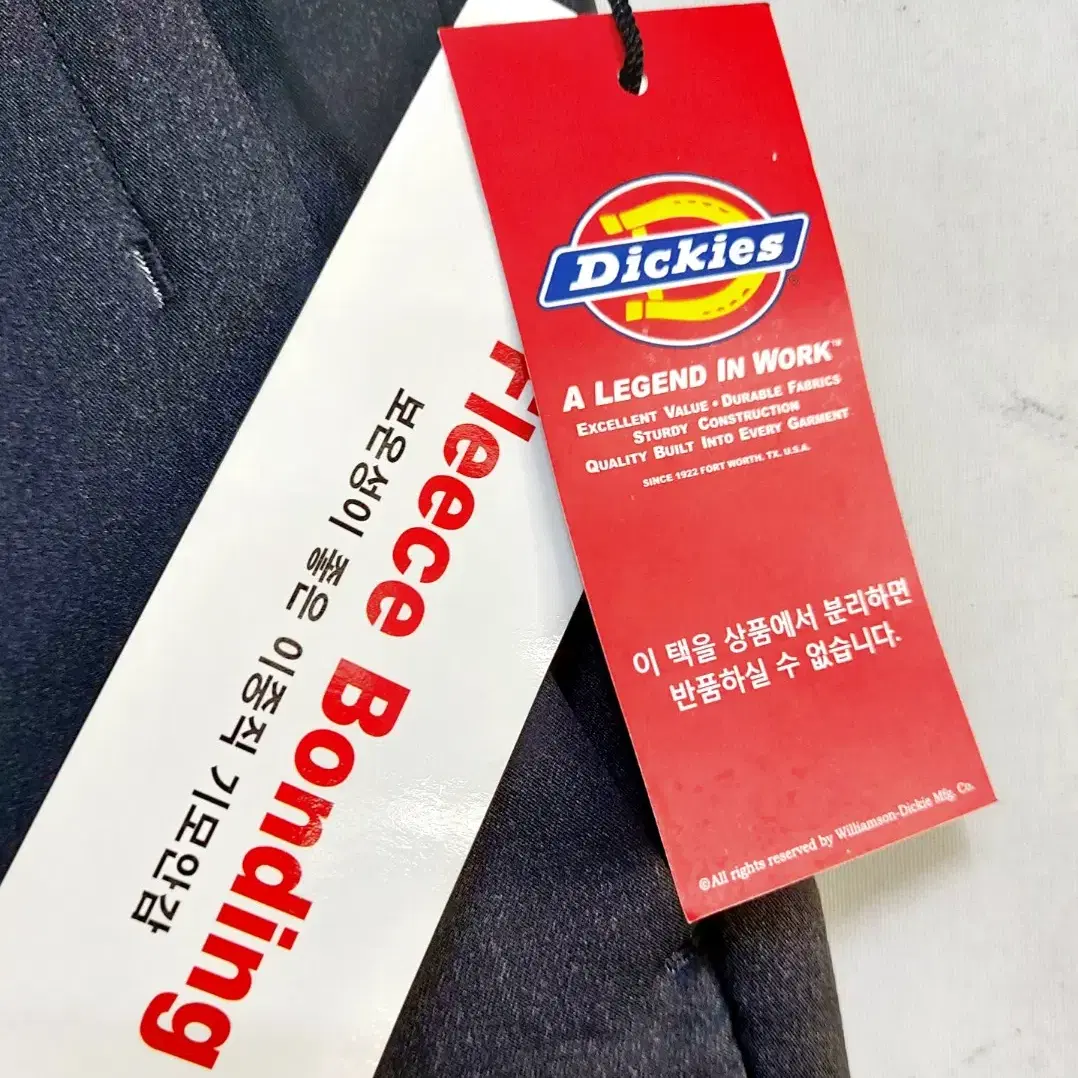 Dickies
A LEGEND IN WORK™
EXCELLENT VALUE • DURABLE FABRICS
STURDY CONSTRUCTION
QUALITY BUILT INTO EVERY GARMENT
SINCE 1922 FORT WORTH, TX. U.S.A.
이 택을 상품에서 분리하면
반품하실 수 없습니다.
©All rights reserved by Williamson-Dickie Mfg. Co.
Fleece Bonding
보온성이 좋은 이중직 기모안감